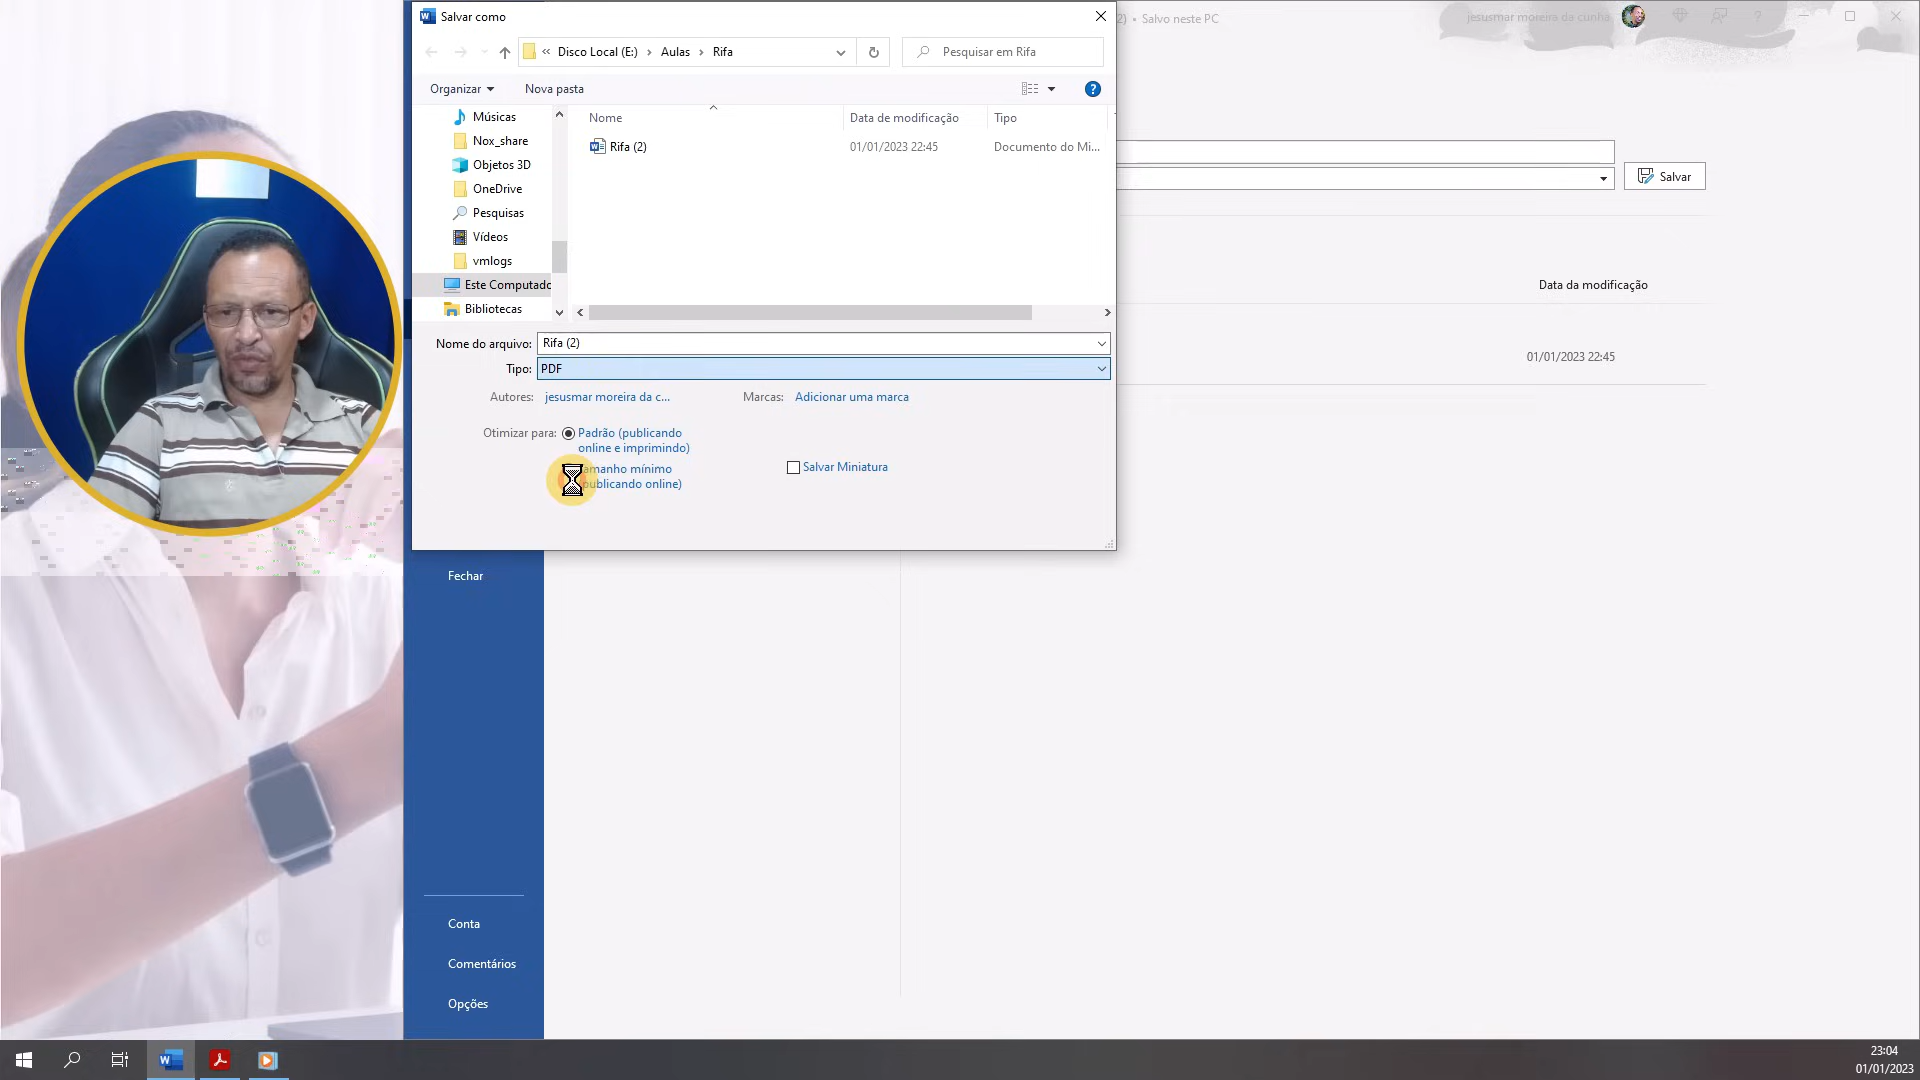 Salvar como
2) • Salvo neste PC
jesusmar moreira da cunha
?
« Disco Local (E:) › Aulas › Rifa
Pesquisar em Rifa
Organizar
Nova pasta
?
Músicas
Nox_share
Objetos 3D
OneDrive
Pesquisas
Vídeos
vmlogs
Este Computado
Bibliotecas
Nome
Data de modificação
Tipo
Rifa (2)
01/01/2023 22:45
Documento do Mi...
Salvar
Data da modificação
01/01/2023 22:45
Nome do arquivo: Rifa (2)
Tipo: PDF
Autores: jesusmar moreira da c...
Marcas: Adicionar uma marca
Otimizar para: Padrão (publicando
online e imprimindo)
amanho mínimo
publicando online)
Salvar Miniatura
Fechar
Conta
Comentários
Opções
23:04
01/01/2023